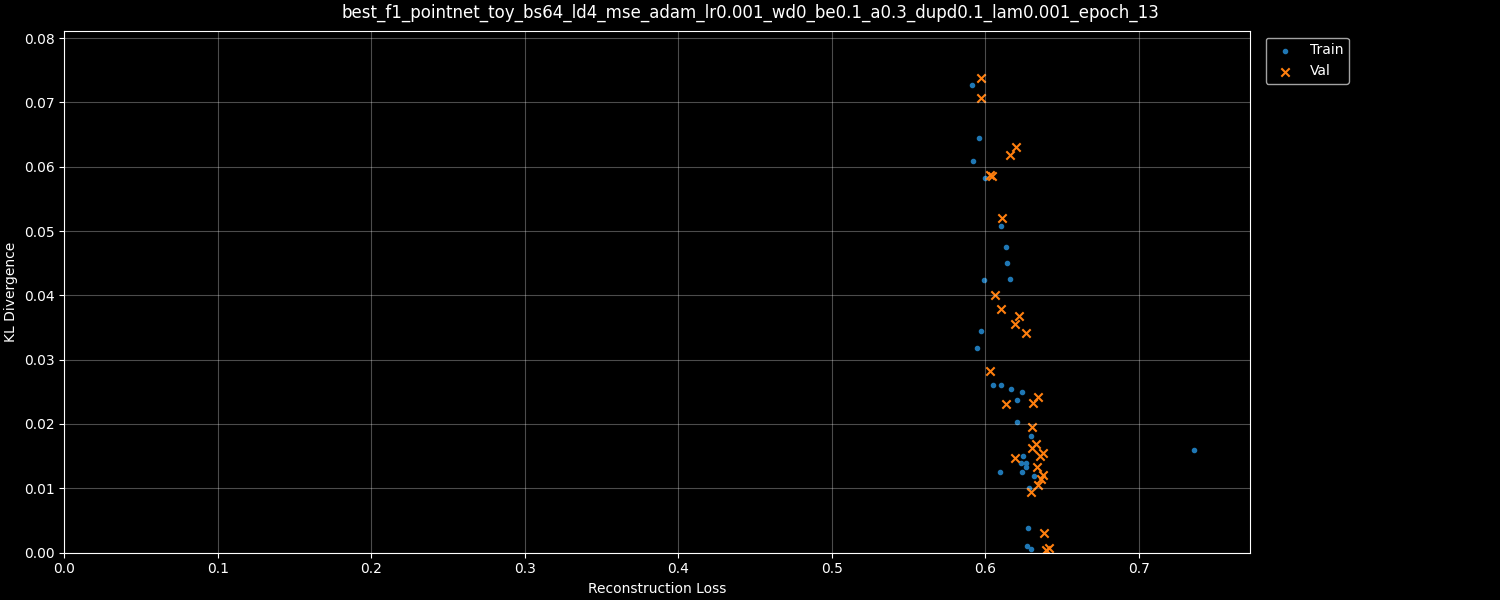 best_f1_pointnet_toy_bs64_ld4_mse_adam_lr0.001_wd0_be0.1_a0.3_dupd0.1_lam0.001_epoch_13
Train
Val
KL Divergence
0.08
0.07
0.06
0.05
0.04
0.03
0.02
0.01
0.00
0.0 0.1 0.2 0.3 0.4 0.5 0.6 0.7
Reconstruction Loss